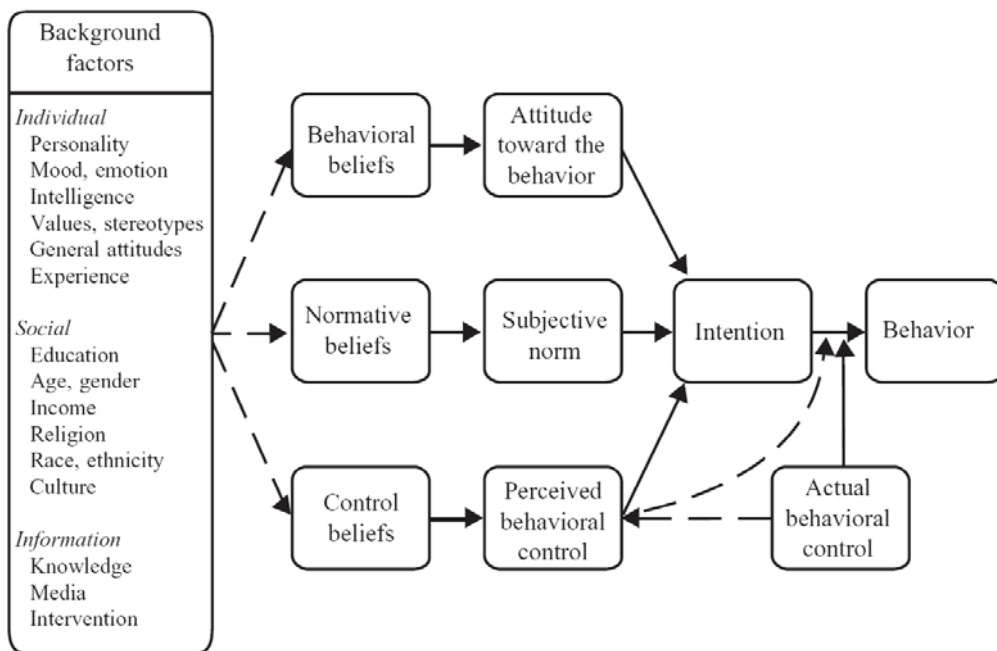 Background
factors
Individual
Personality
Mood, emotion
Intelligence
Values, stereotypes
General attitudes
Experience
Social
Education
Age, gender
Income
Religion
Race, ethnicity
Culture
Information
Knowledge
Media
Intervention
Behavioral
beliefs
Attitude
toward the
behavior
Normative
beliefs
Subjective
norm
Intention
Behavior
Control
beliefs
Perceived
behavioral
control
Actual
behavioral
control